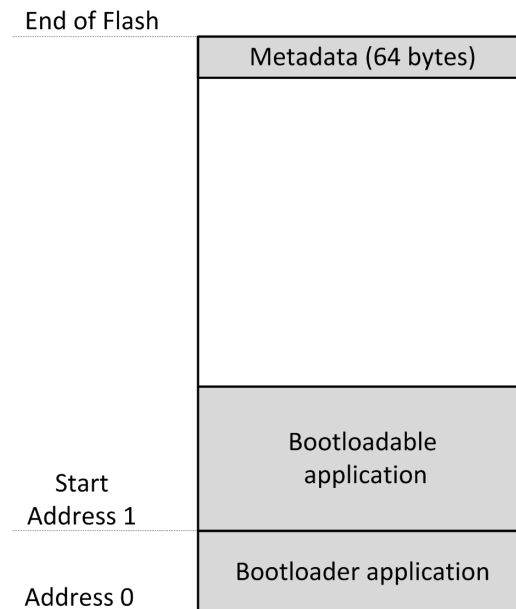 End of Flash
Metadata (64 bytes)
Bootloadable
application
Start
Address 1
Bootloader application
Address 0